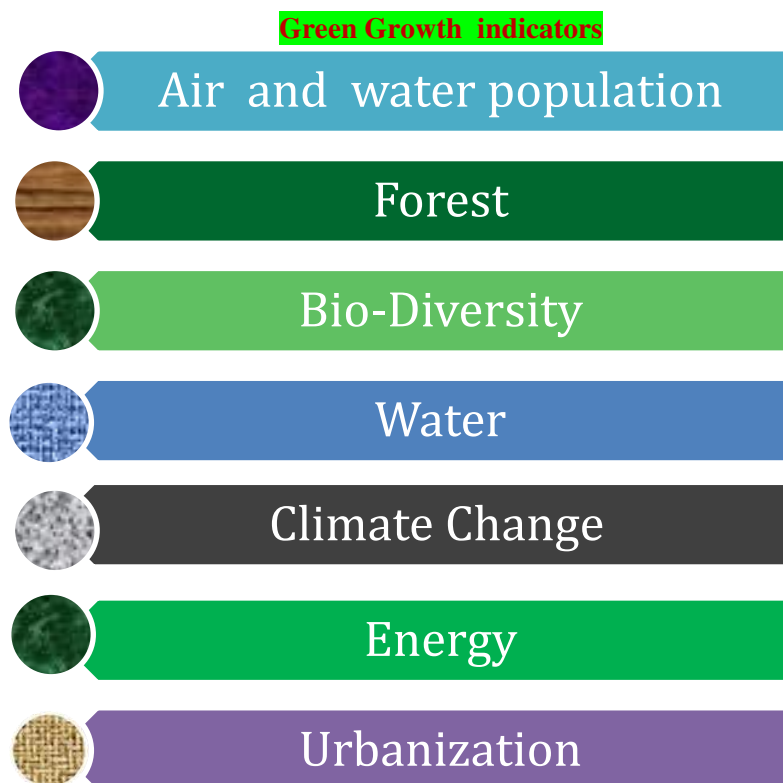 Green Growth  indicators
Air  and  water population
Forest
Bio-Diversity
Water
Climate Change
Energy
Urbanization